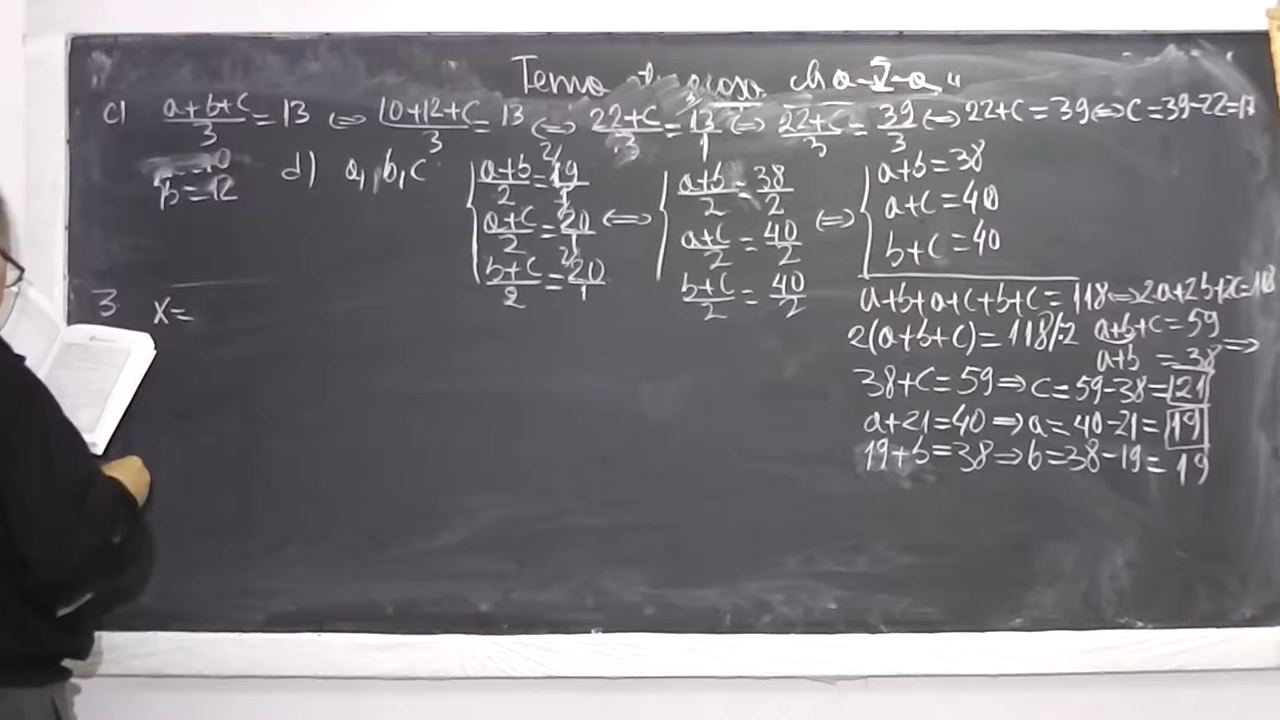 Tema
c) (a+b+c)/3 = 13 ⇔ (10+12+c)/3 = 13 ⇔ (22+c)/3 = 13/1 ⇔ (22+c)/3 = 39/3 ⇔ 22+c = 39 ⇔ c = 39-22 = 17
b = 12
d) a, b, c
(a+b)/2 = 19/1 ⇔ (a+b)/2 = 38/2 ⇔ a+b = 38
(a+c)/2 = 20/1 (a+c)/2 = 40/2 a+c = 40
(b+c)/2 = 20/1 (b+c)/2 = 40/2 b+c = 40
a+b+a+c+b+c = 118 ⇔ 2a+2b+2c = 118
2(a+b+c) = 118 |:2 a+b+c = 59
a+b = 38 ⇒
38+c = 59 ⇒ c = 59-38 = 21
a+21 = 40 ⇒ a = 40-21 = 19
19+b = 38 ⇒ b = 38-19 = 19
3 x =